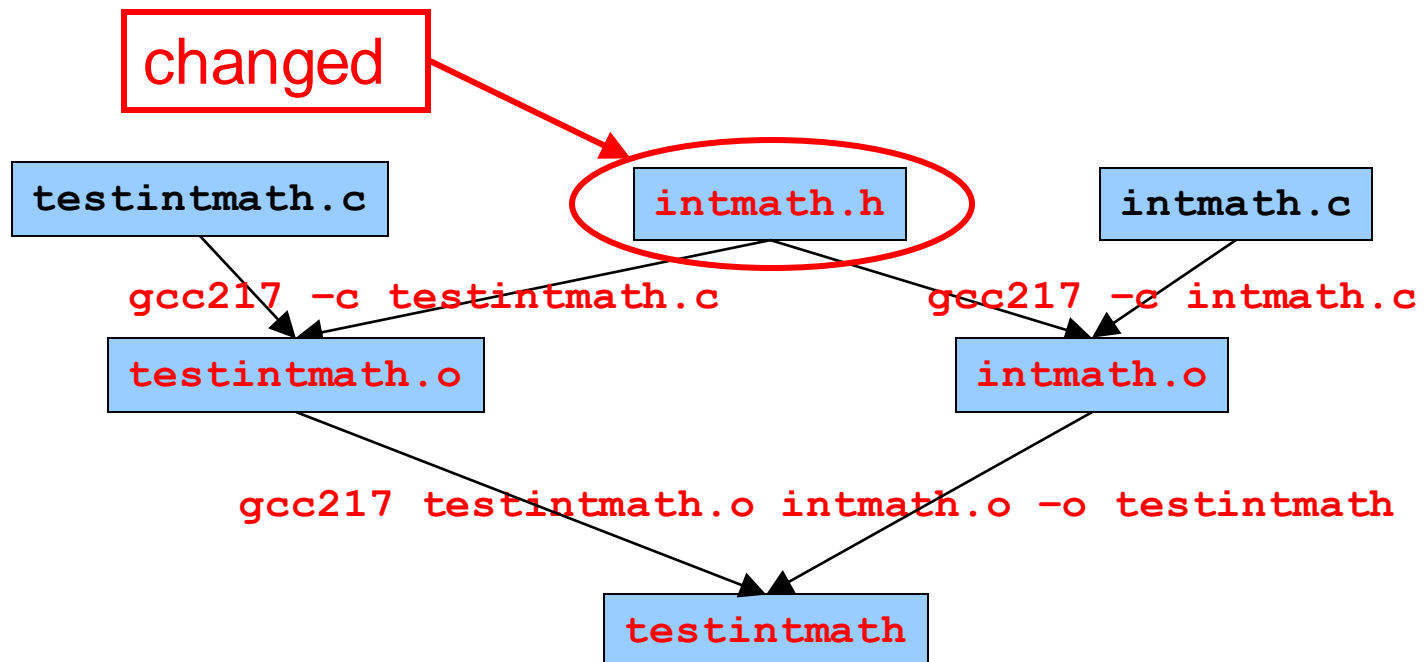 changed
testintmath.c
intmath.h
intmath.c
gcc217 –c testintmath.c
gcc217 –c intmath.c
testintmath.o
intmath.o
gcc217 testintmath.o intmath.o –o testintmath
testintmath